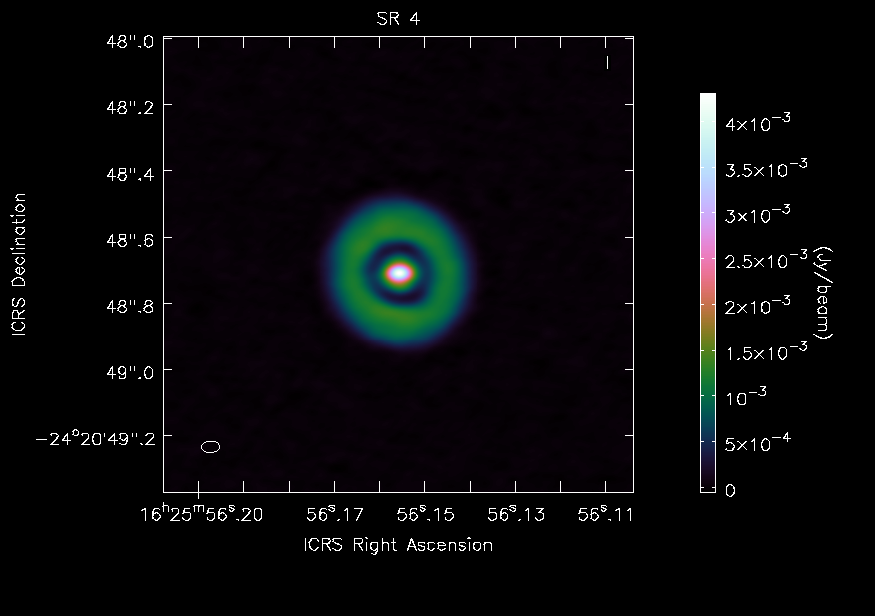 SR 4
48".0
48".2
48".4
48".6
48".8
49".0
−24°20'49".2
16ʰ25ᵐ56ˢ.20
56ˢ.17
56ˢ.15
56ˢ.13
56ˢ.11
ICRS Right Ascension
ICRS Declination
4×10⁻³
3.5×10⁻³
3×10⁻³
2.5×10⁻³
2×10⁻³
1.5×10⁻³
10⁻³
5×10⁻⁴
0
(Jy/beam)